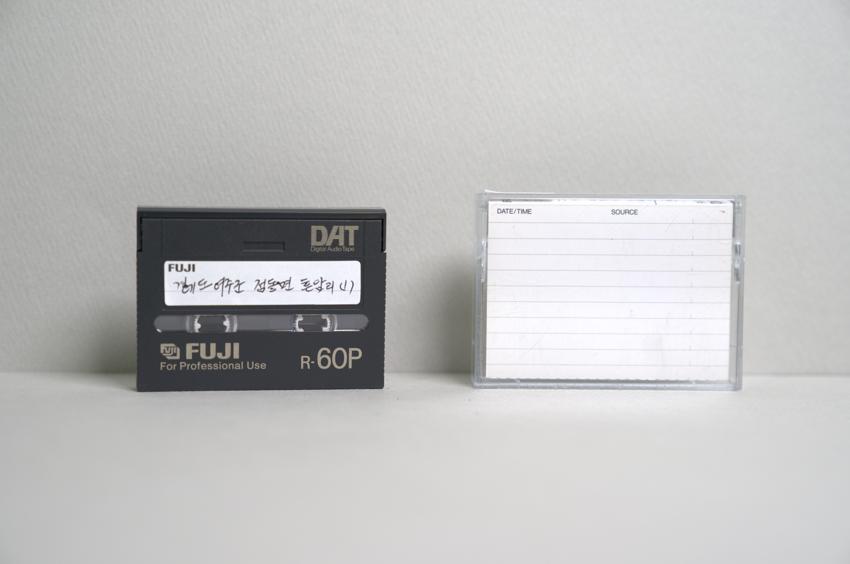 DAT
Digital Audio Tape
FUJI
여주군 점동면 (1)
FUJI FUJI
For Professional Use
R-60P
DATE/TIME SOURCE